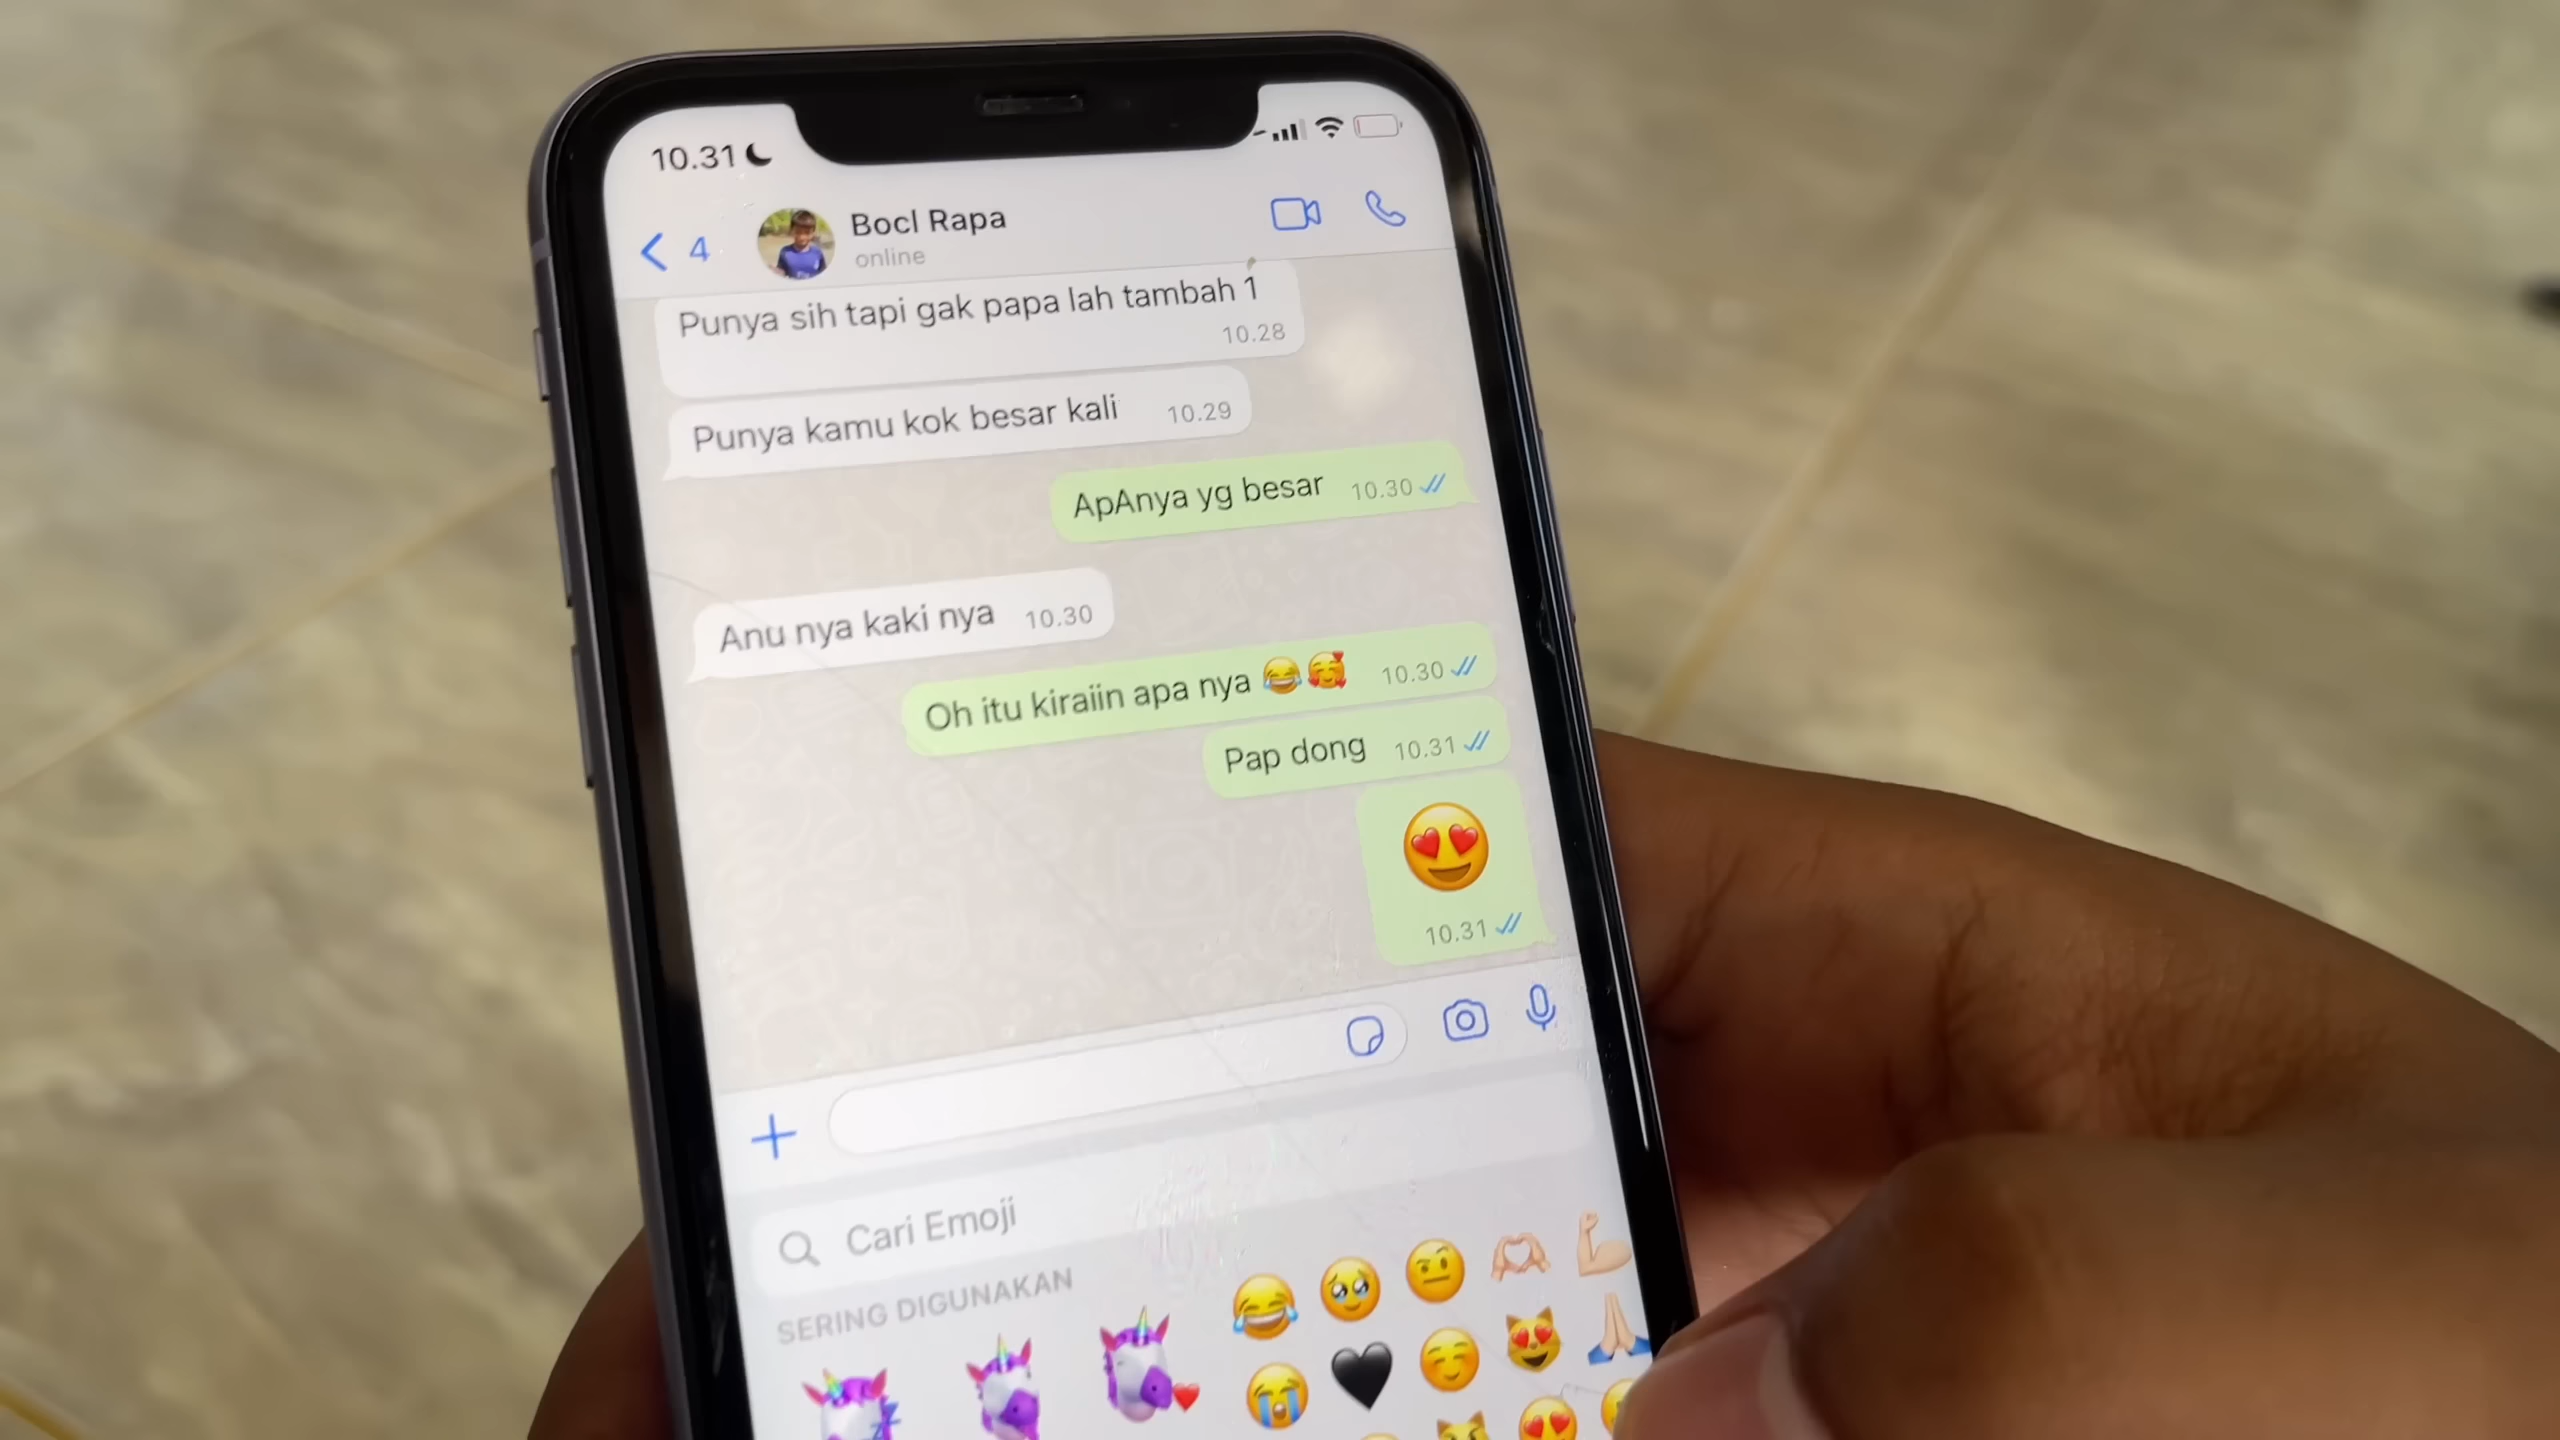 10.31
4
Bocl Rapa
online
Punya sih tapi gak papa lah tambah 1
10.28
Punya kamu kok besar kali 10.29
ApAnya yg besar 10.30
Anu nya kaki nya 10.30
Oh itu kiraiin apa nya 😂🥰 10.30
Pap dong 10.31
😍
10.31
Cari Emoji
SERING DIGUNAKAN